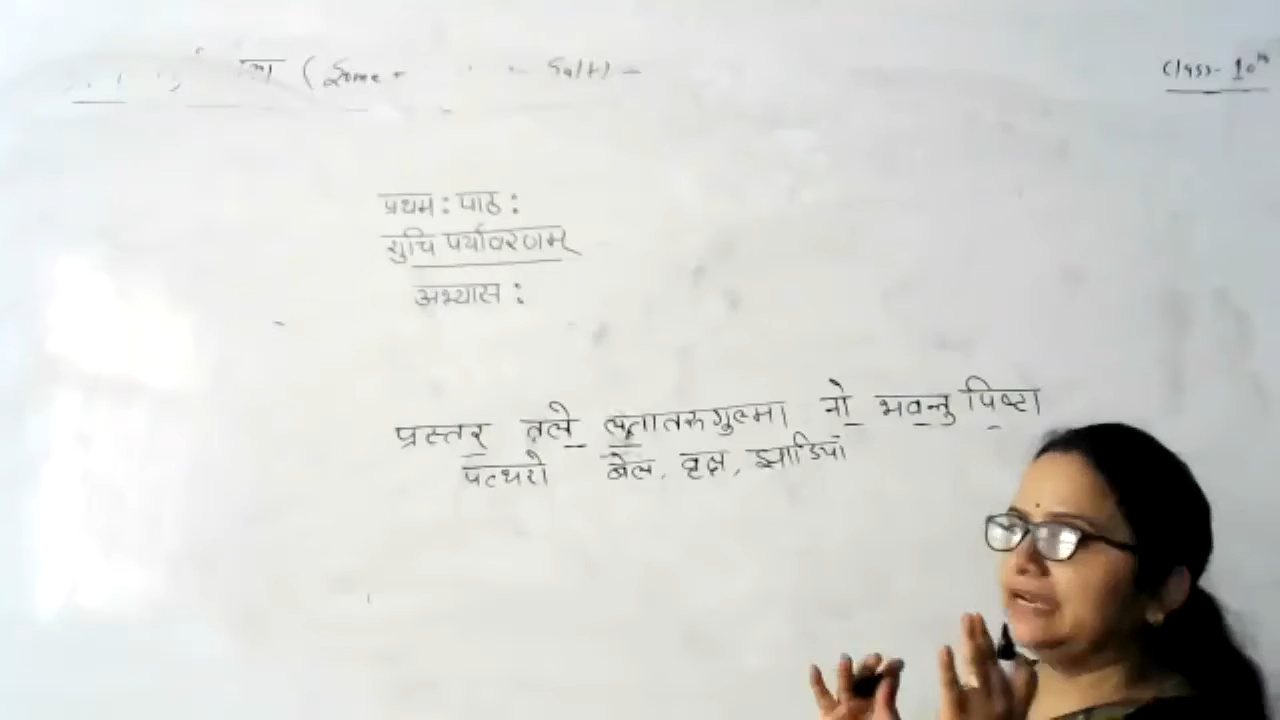 Class- 10th
प्रथम: पाठ:
शुचि पर्यावरणम्
अभ्यास:
प्रस्तर तले लतातरुगुल्मा नो भवन्तु पिष्टा
पत्थरो बेल, वृक्ष, झाडियाँ